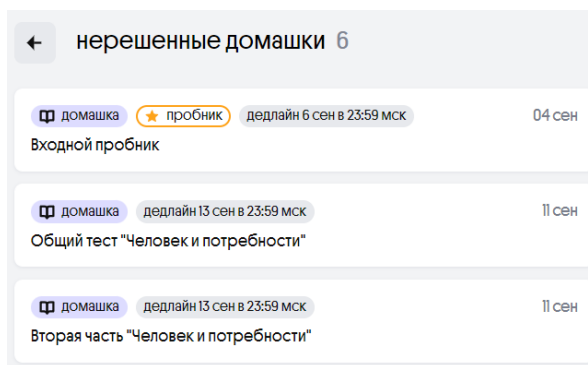 нерешенные домашки 6
домашка пробник дедлайн 6 сен в 23:59 мск 04 сен
Входной пробник
домашка дедлайн 13 сен в 23:59 мск 11 сен
Общий тест "Человек и потребности"
домашка дедлайн 13 сен в 23:59 мск 11 сен
Вторая часть "Человек и потребности"